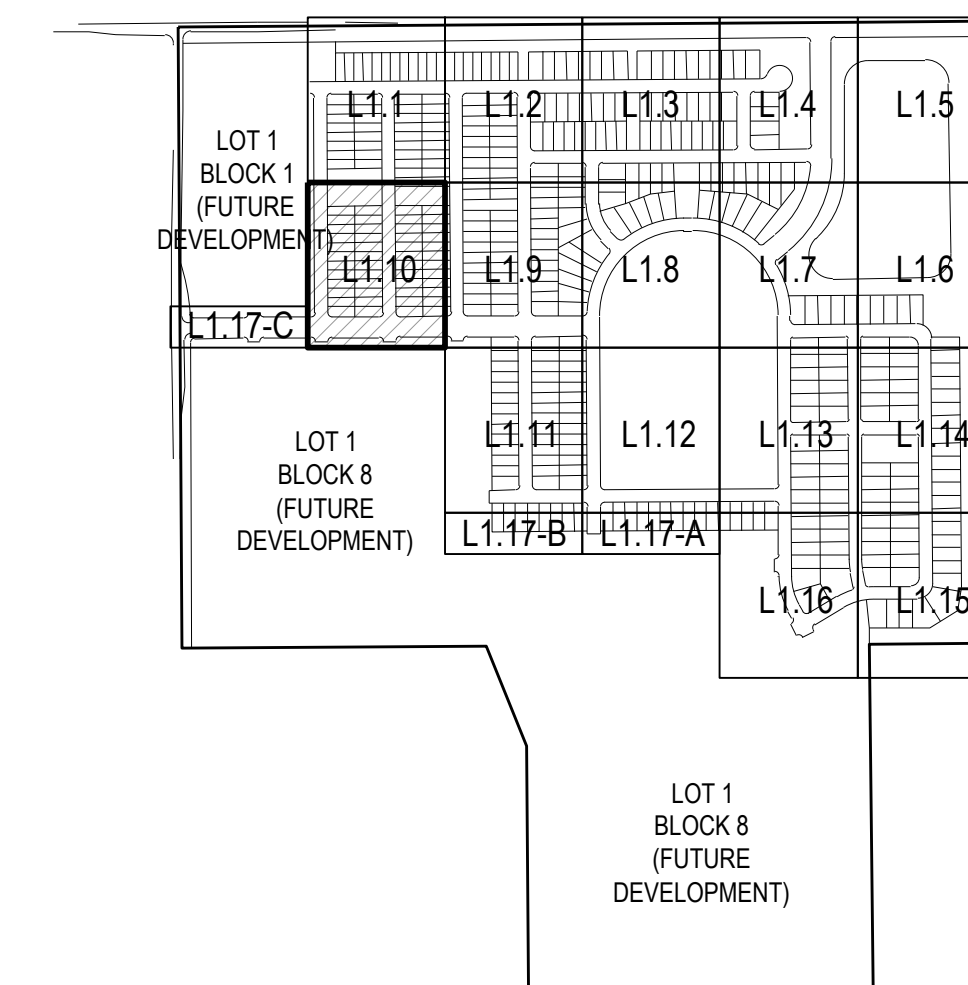 L1.1
L1.2
L1.3
L1.4
L1.5
LOT 1
BLOCK 1
(FUTURE
DEVELOPMENT)
L1.10
L1.9
L1.8
L1.7
L1.6
L1.17-C
LOT 1
BLOCK 8
(FUTURE
DEVELOPMENT)
L1.11
L1.12
L1.13
L1.14
L1.17-B
L1.17-A
L1.16
L1.15
LOT 1
BLOCK 8
(FUTURE
DEVELOPMENT)